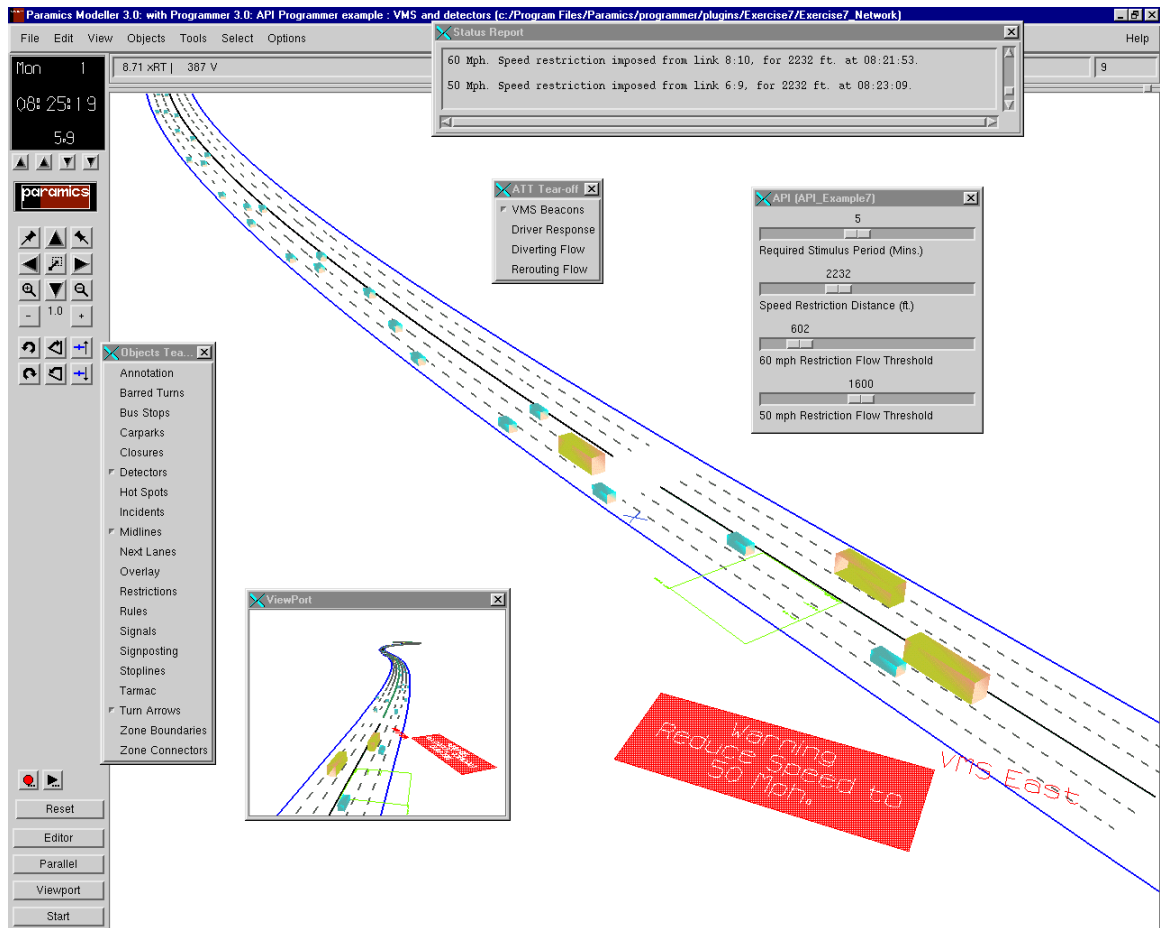 Paramics Modeller 3.0: with Programmer 3.0: API Programmer example : VMS and detectors (c:/Program Files/Paramics/programmer/plugins/Exercise7/Exercise7_Network)
File Edit View Objects Tools Select Options Help
Mon 1
08:25:19
5.9
8.71 xRT | 387 V
9
Status Report
60 Mph. Speed restriction imposed from link 8:10, for 2232 ft. at 08:21:53.
50 Mph. Speed restriction imposed from link 6:9, for 2232 ft. at 08:23:09.
paramics
- 1.0 +
ATT Tear-off
VMS Beacons
Driver Response
Diverting Flow
Rerouting Flow
API (API_Example7)
5
Required Stimulus Period (Mins.)
2232
Speed Restriction Distance (ft.)
602
60 mph Restriction Flow Threshold
1600
50 mph Restriction Flow Threshold
Objects Tea...
Annotation
Barred Turns
Bus Stops
Carparks
Closures
Detectors
Hot Spots
Incidents
Midlines
Next Lanes
Overlay
Restrictions
Rules
Signals
Signposting
Stoplines
Tarmac
Turn Arrows
Zone Boundaries
Zone Connectors
ViewPort
Warning
Reduce Speed to
50 Mph.
VMS East
Reset
Editor
Parallel
Viewport
Start